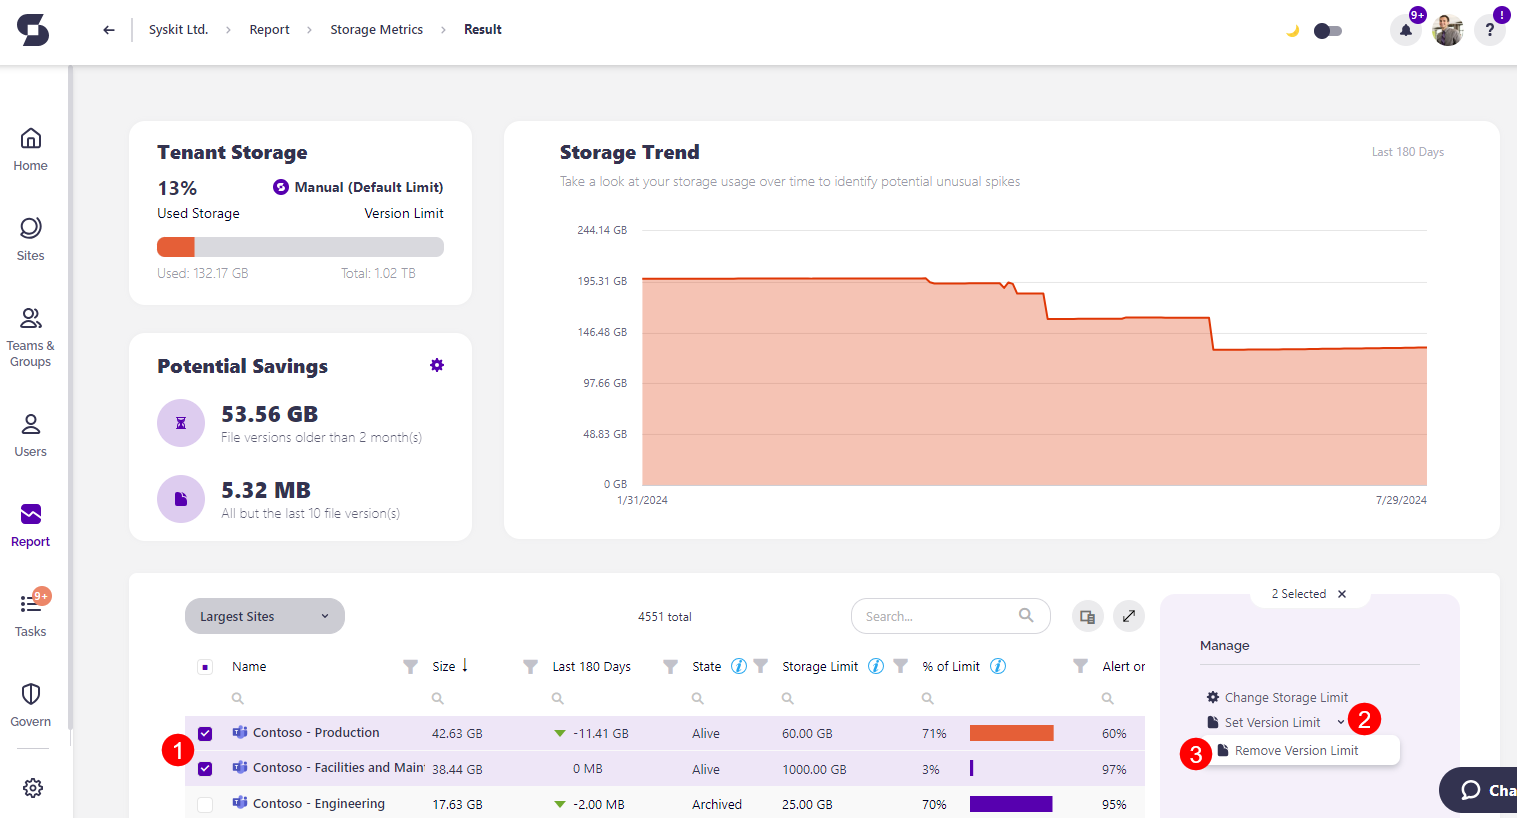 Syskit Ltd. > Report > Storage Metrics > Result
9+
!
?
Home
Sites
Teams & Groups
Users
Report
9+
Tasks
Govern
Tenant Storage
13% Manual (Default Limit)
Used Storage Version Limit
Used: 132.17 GB Total: 1.02 TB
Potential Savings
53.56 GB
File versions older than 2 month(s)
5.32 MB
All but the last 10 file version(s)
Storage Trend
Last 180 Days
Take a look at your storage usage over time to identify potential unusual spikes
244.14 GB
195.31 GB
146.48 GB
97.66 GB
48.83 GB
0 GB
1/31/2024 7/29/2024
Largest Sites 4551 total Search...
Name Size Last 180 Days State Storage Limit % of Limit Alert or
Contoso - Production 42.63 GB -11.41 GB Alive 60.00 GB 71% 60%
Contoso - Facilities and Main 38.44 GB 0 MB Alive 1000.00 GB 3% 97%
Contoso - Engineering 17.63 GB -2.00 MB Archived 25.00 GB 70% 95%
1
2 Selected
Manage
Change Storage Limit
Set Version Limit 2
3 Remove Version Limit
Cha